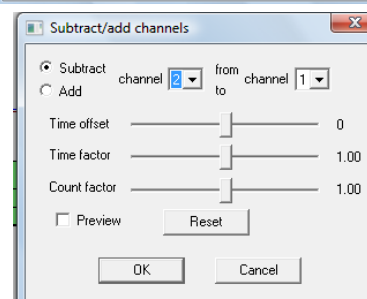 Subtract/add channels
Subtract channel 2 from channel 1
Add to
Time offset 0
Time factor 1.00
Count factor 1.00
Preview Reset
OK Cancel